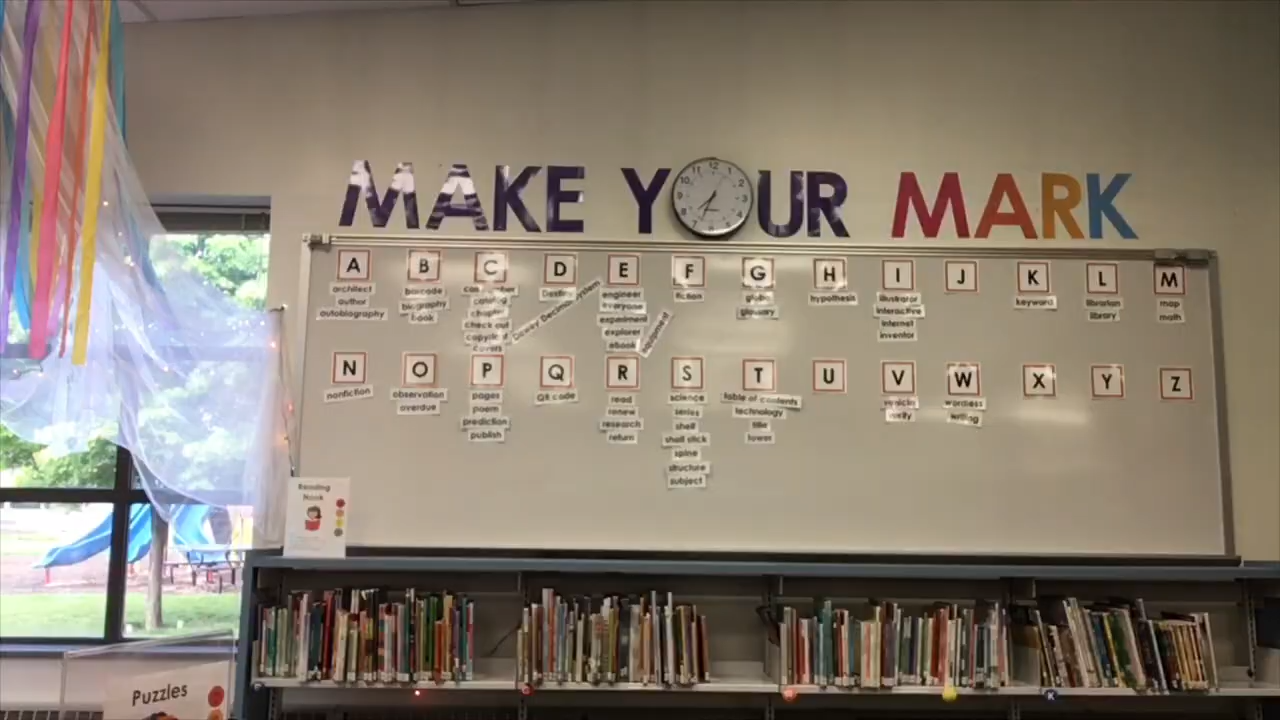 MAKE YOUR MARK
A B C D E F G H I J K L M
architect
author
autobiography
barcode
biography
book
catalog
chapter
check out
copyright
covers
Destiny
Dewey Decimal System
engineer
everyone
experiment
explorer
ebook
equipment
fiction
globe
glossary
hypothesis
illustrator
interactive
internet
inventor
keyword
librarian
library
map
math
N O P Q R S T U V W X Y Z
nonfiction
observation
overdue
pages
poem
prediction
publish
QR code
read
renew
research
return
science
series
shelf
shelf stick
spine
structure
subject
table of contents
technology
title
tower
verify
wordless
writing
Reading
Nook
Puzzles